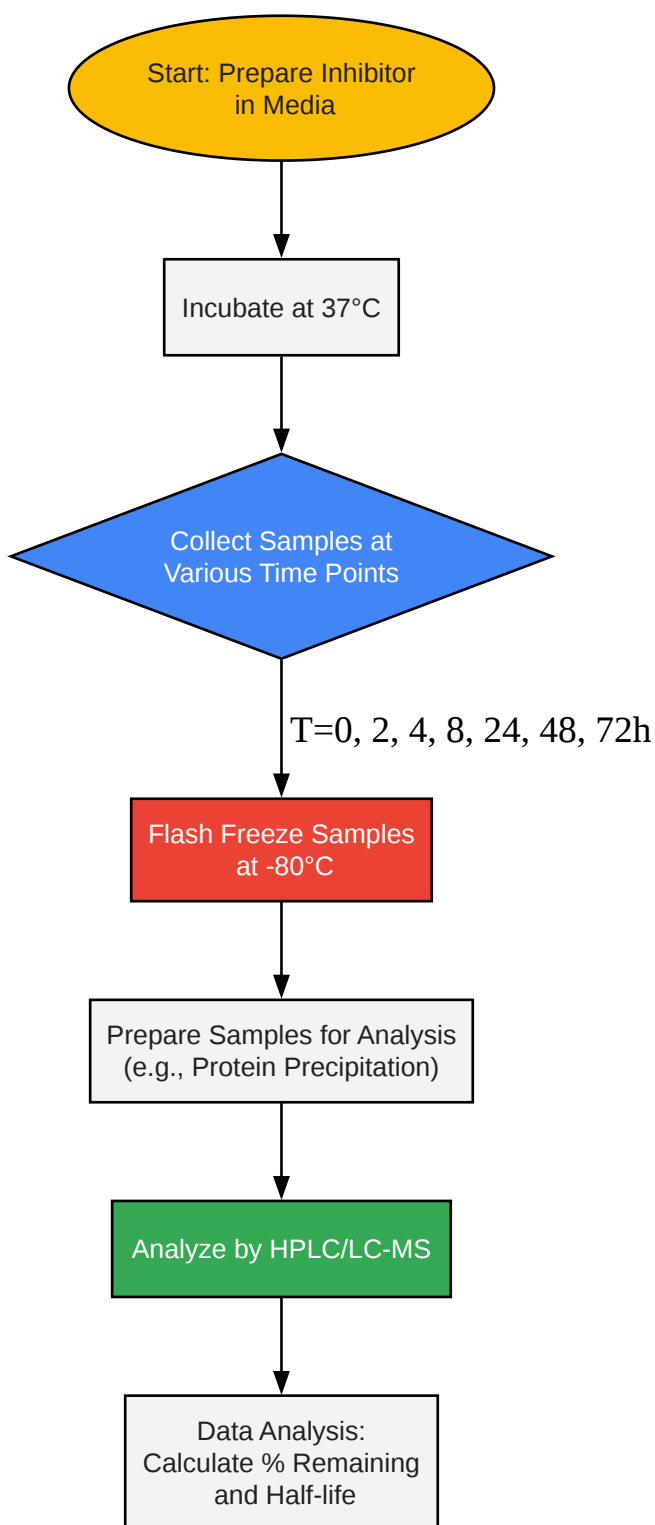 Start: Prepare Inhibitor
in Media
Incubate at 37°C
Collect Samples at
Various Time Points
T=0, 2, 4, 8, 24, 48, 72h
Flash Freeze Samples
at -80°C
Prepare Samples for Analysis
(e.g., Protein Precipitation)
Analyze by HPLC/LC-MS
Data Analysis:
Calculate % Remaining
and Half-life